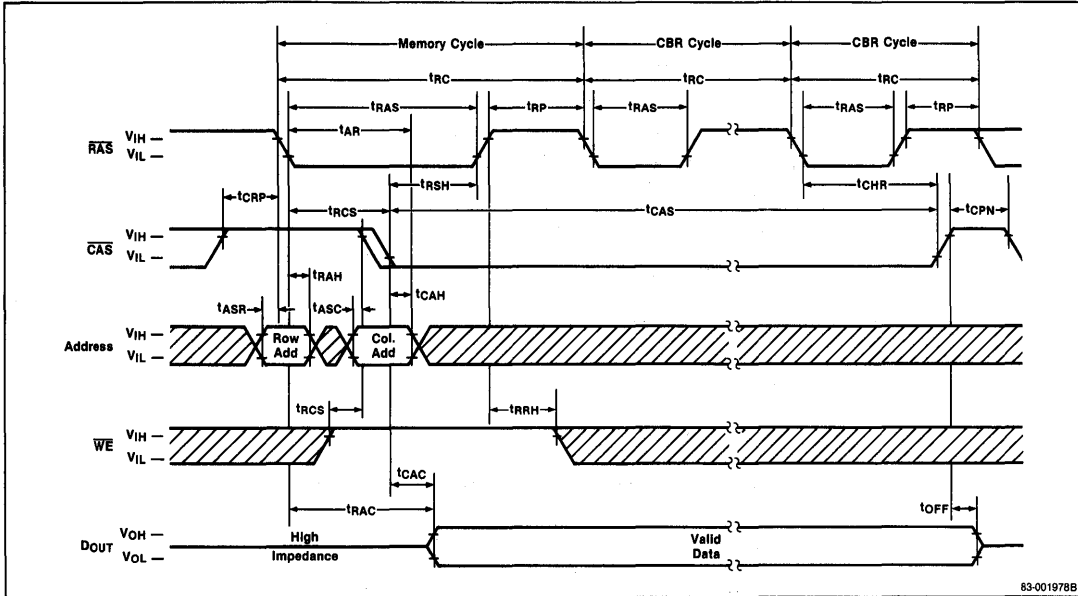 Memory Cycle CBR Cycle CBR Cycle
tRC tRC tRC
tRAS tRP tRAS tRAS tRP
tAR
RAS VIH
VIL
tRSH tCHR
tCRP tRCS tCAS tCPN
CAS VIH
VIL
tRAH
tASR tASC tCAH
Address VIH
VIL
Row Add
Col. Add
tRCS tRRH
WE VIH
VIL
tCAC
tRAC tOFF
DOUT VOH
VOL
High Impedance
Valid Data
83-001978B